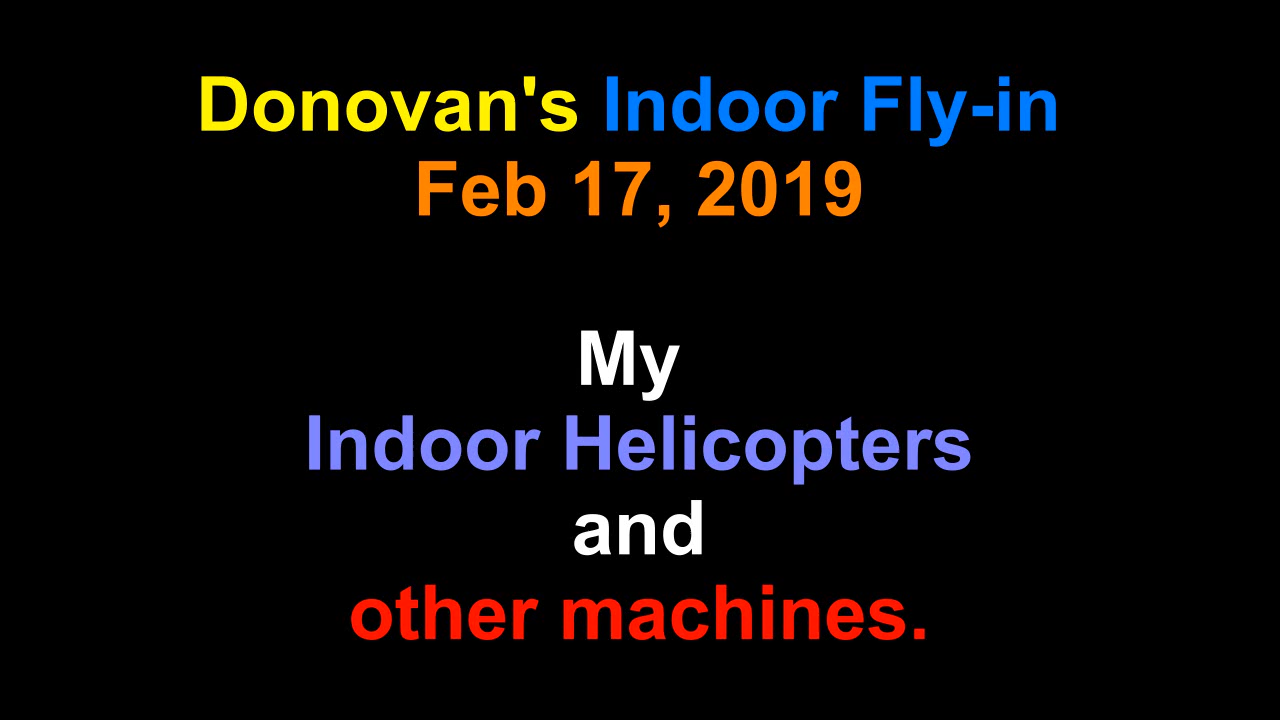 Donovan's Indoor Fly-in
Feb 17, 2019
My
Indoor Helicopters
and
other machines.